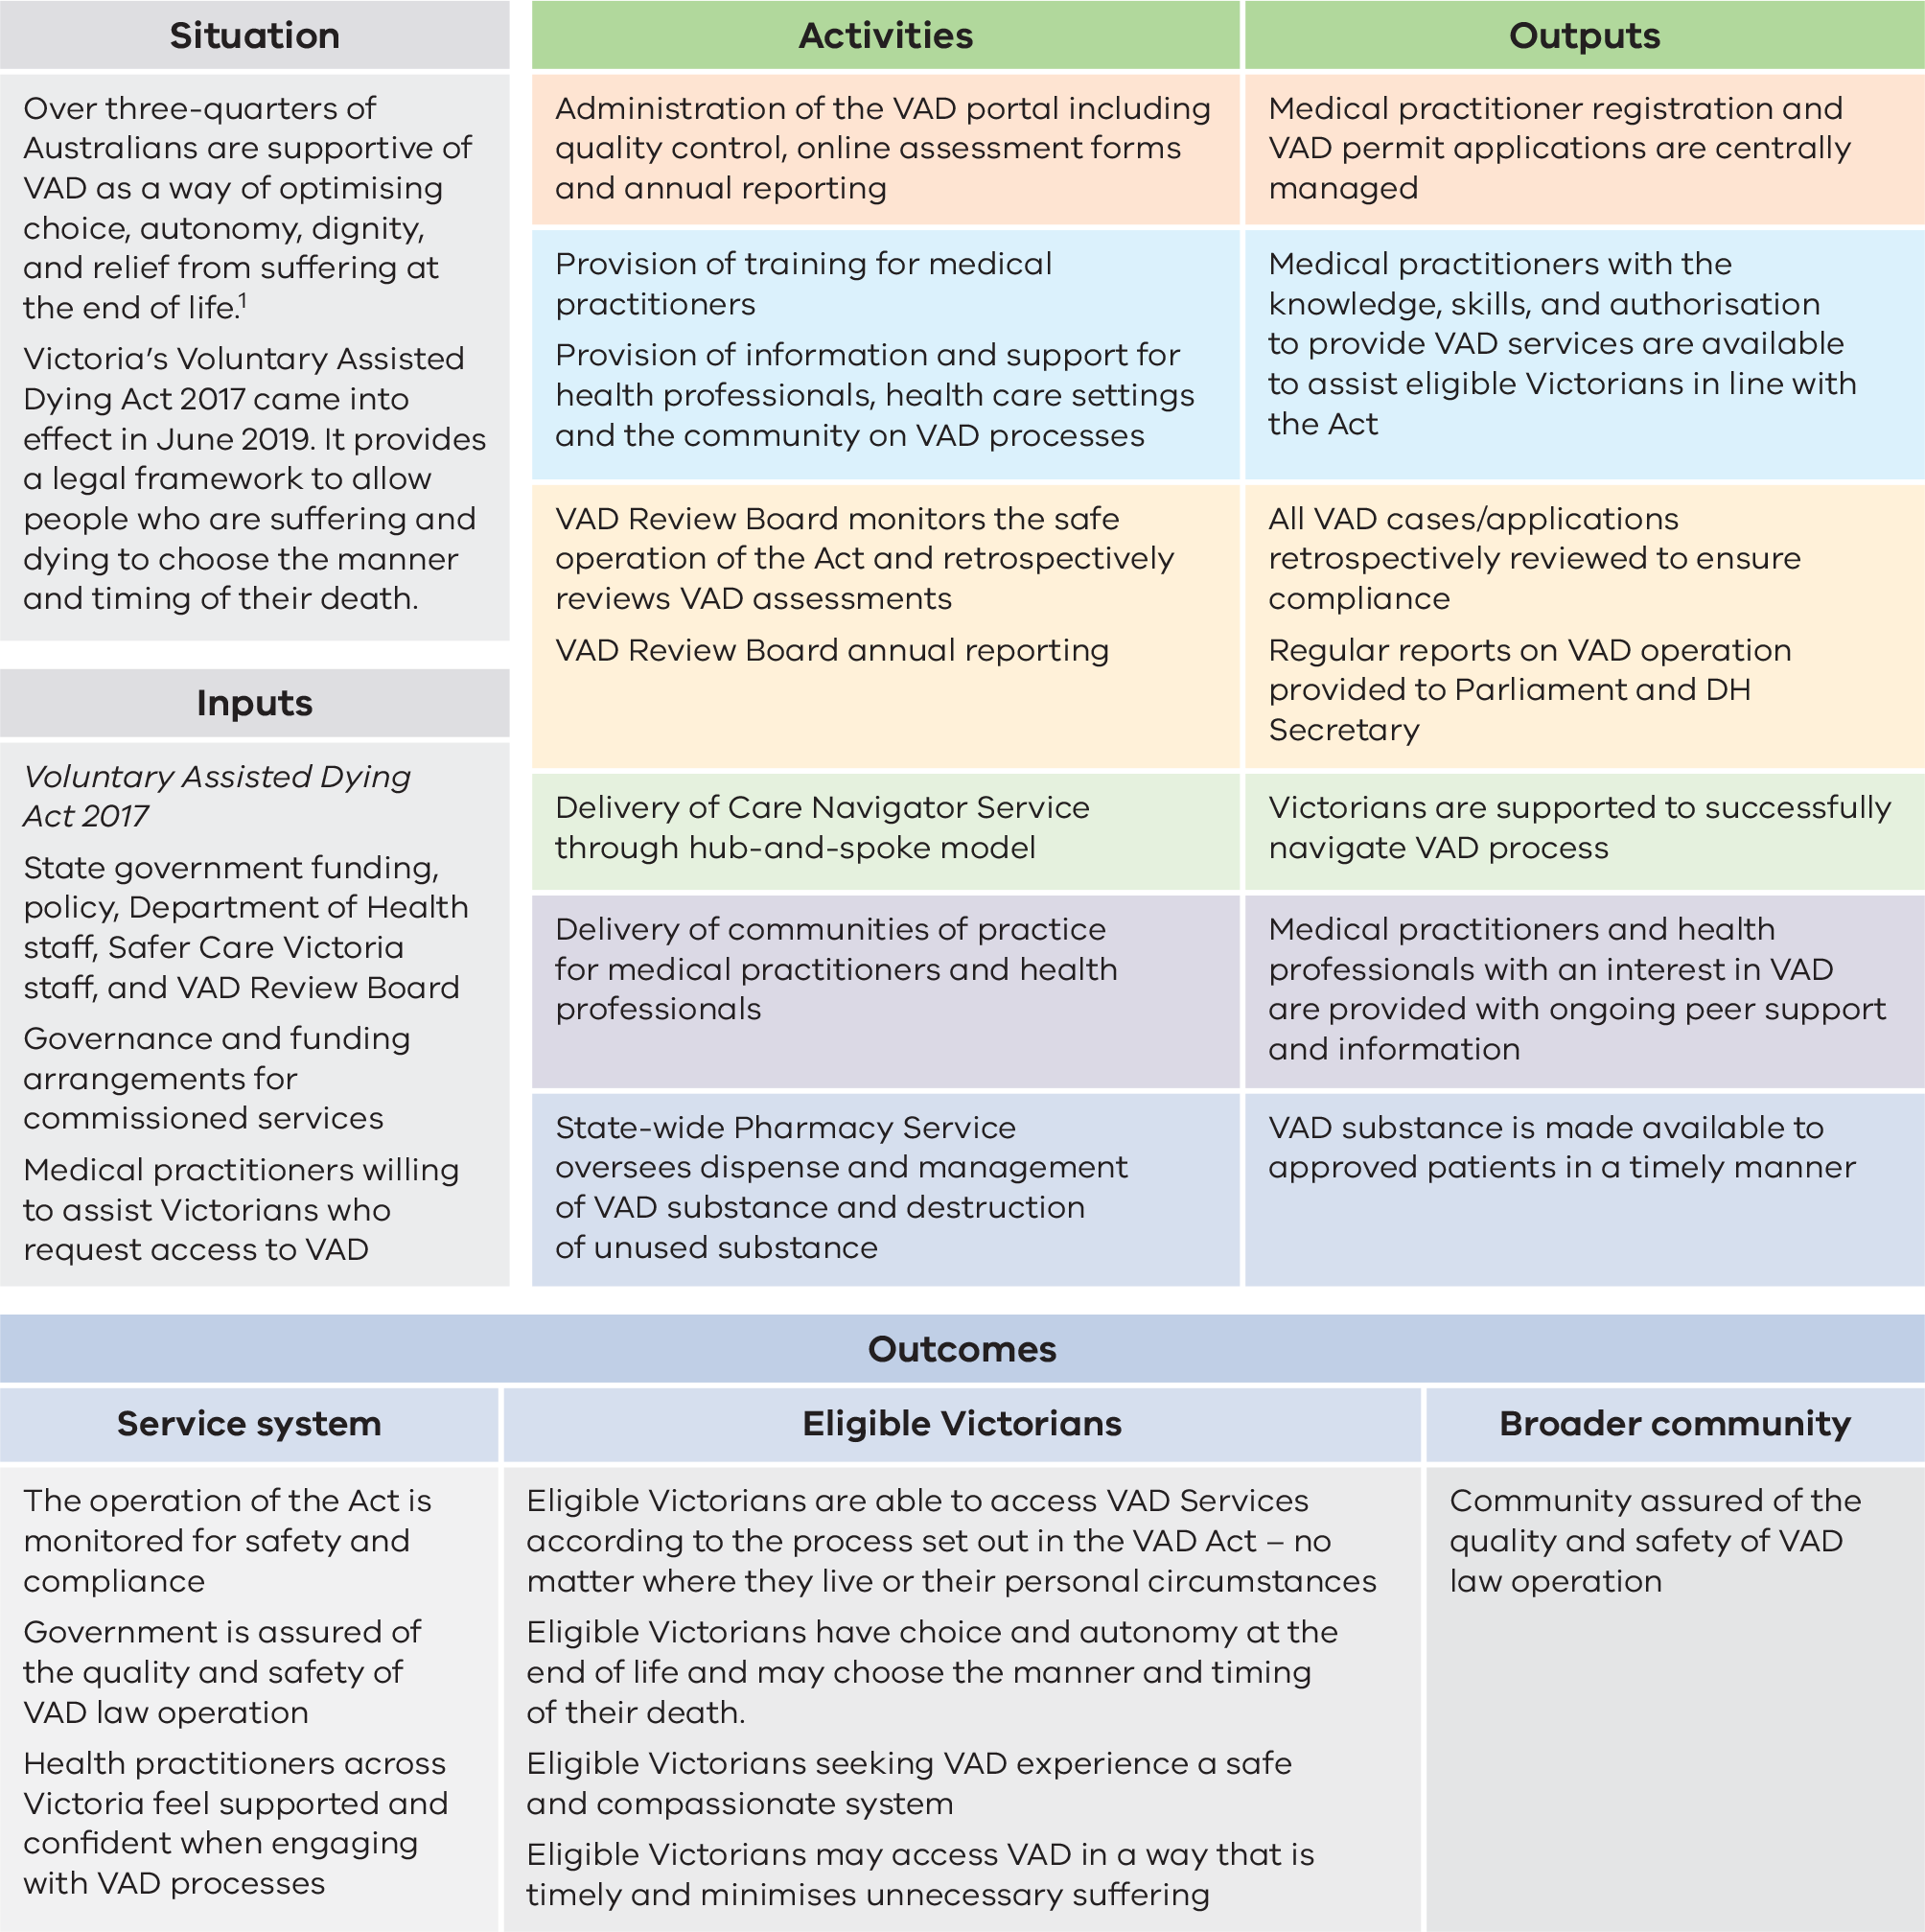 Situation
Over three-quarters of
Australians are supportive of
VAD as a way of optimising
choice, autonomy, dignity,
and relief from suffering at
the end of life.¹
Victoria’s Voluntary Assisted
Dying Act 2017 came into
effect in June 2019. It provides
a legal framework to allow
people who are suffering and
dying to choose the manner
and timing of their death.
Inputs
Voluntary Assisted Dying
Act 2017
State government funding,
policy, Department of Health
staff, Safer Care Victoria
staff, and VAD Review Board
Governance and funding
arrangements for
commissioned services
Medical practitioners willing
to assist Victorians who
request access to VAD
Activities
Outputs
Administration of the VAD portal including
quality control, online assessment forms
and annual reporting
Medical practitioner registration and
VAD permit applications are centrally
managed
Provision of training for medical
practitioners
Provision of information and support for
health professionals, health care settings
and the community on VAD processes
Medical practitioners with the
knowledge, skills, and authorisation
to provide VAD services are available
to assist eligible Victorians in line with
the Act
VAD Review Board monitors the safe
operation of the Act and retrospectively
reviews VAD assessments
VAD Review Board annual reporting
All VAD cases/applications
retrospectively reviewed to ensure
compliance
Regular reports on VAD operation
provided to Parliament and DH
Secretary
Delivery of Care Navigator Service
through hub-and-spoke model
Victorians are supported to successfully
navigate VAD process
Delivery of communities of practice
for medical practitioners and health
professionals
Medical practitioners and health
professionals with an interest in VAD
are provided with ongoing peer support
and information
State-wide Pharmacy Service
oversees dispense and management
of VAD substance and destruction
of unused substance
VAD substance is made available to
approved patients in a timely manner
Outcomes
Service system
The operation of the Act is
monitored for safety and
compliance
Government is assured of
the quality and safety of
VAD law operation
Health practitioners across
Victoria feel supported and
confident when engaging
with VAD processes
Eligible Victorians
Eligible Victorians are able to access VAD Services
according to the process set out in the VAD Act – no
matter where they live or their personal circumstances
Eligible Victorians have choice and autonomy at the
end of life and may choose the manner and timing
of their death.
Eligible Victorians seeking VAD experience a safe
and compassionate system
Eligible Victorians may access VAD in a way that is
timely and minimises unnecessary suffering
Broader community
Community assured of the
quality and safety of VAD
law operation